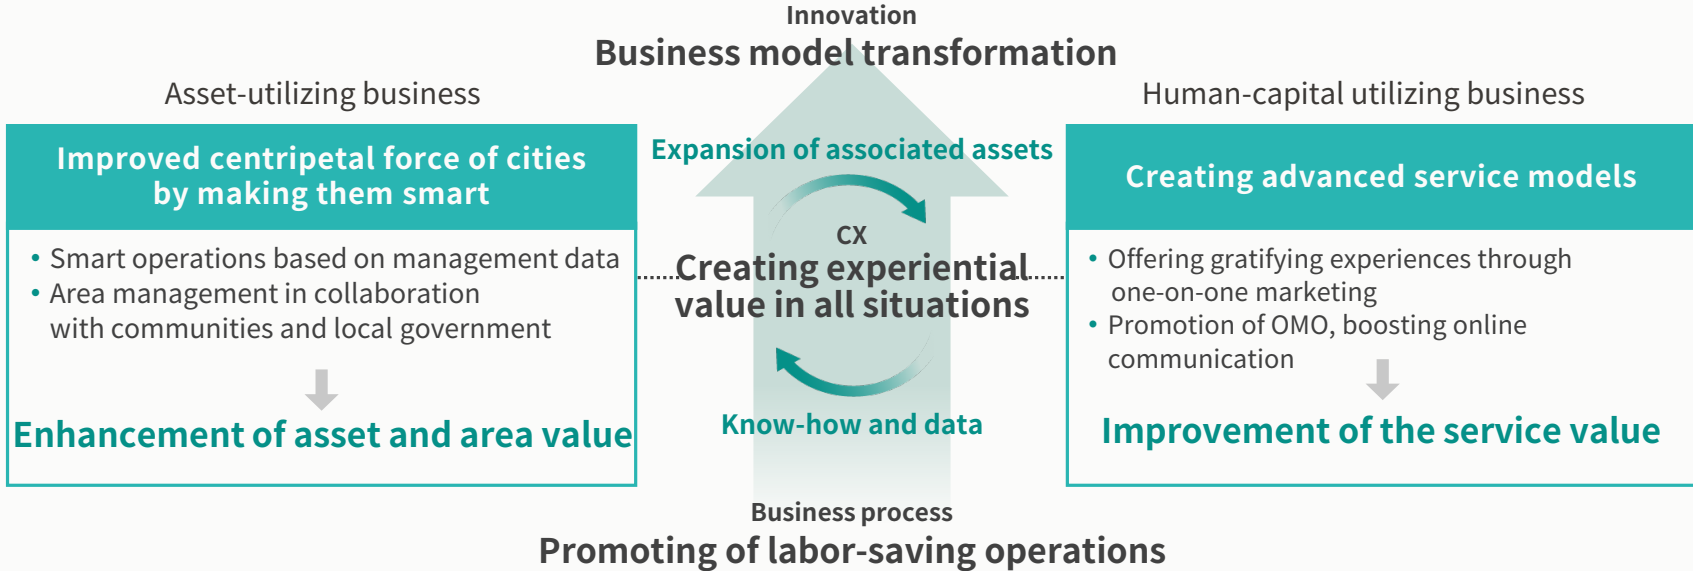 Innovation
Business model transformation
Asset-utilizing business
Improved centripetal force of cities
by making them smart
• Smart operations based on management data
• Area management in collaboration
with communities and local government
Enhancement of asset and area value
Expansion of associated assets
CX
Creating experiential
value in all situations
Know-how and data
Human-capital utilizing business
Creating advanced service models
• Offering gratifying experiences through
one-on-one marketing
• Promotion of OMO, boosting online
communication
Improvement of the service value
Business process
Promoting of labor-saving operations